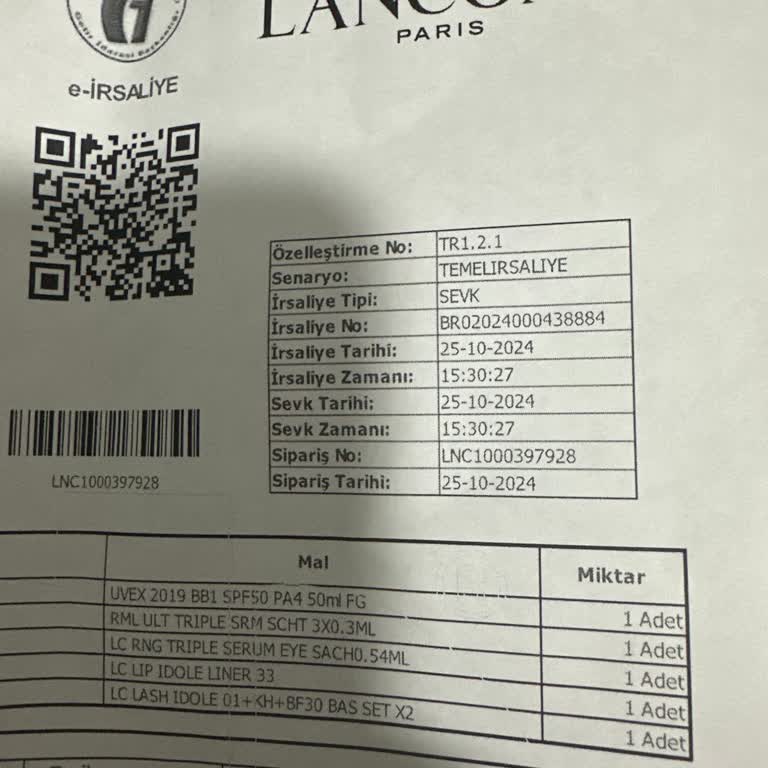 PARIS
e-İRSALİYE
Özelleştirme No: TR1.2.1
Senaryo: TEMELIRSALIYE
İrsaliye Tipi: SEVK
İrsaliye No: BR02024000438884
İrsaliye Tarihi: 25-10-2024
İrsaliye Zamanı: 15:30:27
Sevk Tarihi: 25-10-2024
Sevk Zamanı: 15:30:27
Sipariş No: LNC1000397928
Sipariş Tarihi: 25-10-2024
LNC1000397928
Mal Miktar
UVEX 2019 BB1 SPF50 PA4 50ml FG 1 Adet
RML ULT TRIPLE SRM SCHT 3X0.3ML 1 Adet
LC RNG TRIPLE SERUM EYE SACH0.54ML 1 Adet
LC LIP IDOLE LINER 33 1 Adet
LC LASH IDOLE 01+KH+BF30 BAS SET X2 1 Adet